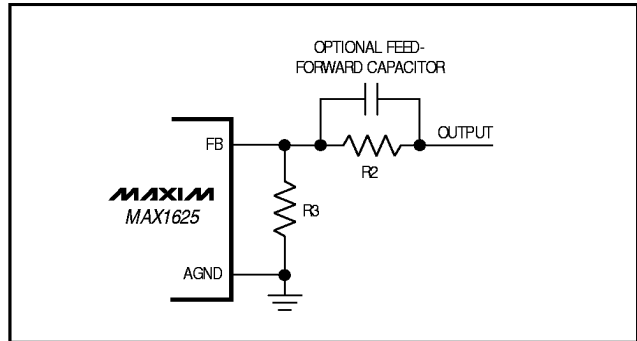 OPTIONAL FEED-
FORWARD CAPACITOR
OUTPUT
FB
R2
MAXIM
MAX1625
R3
AGND